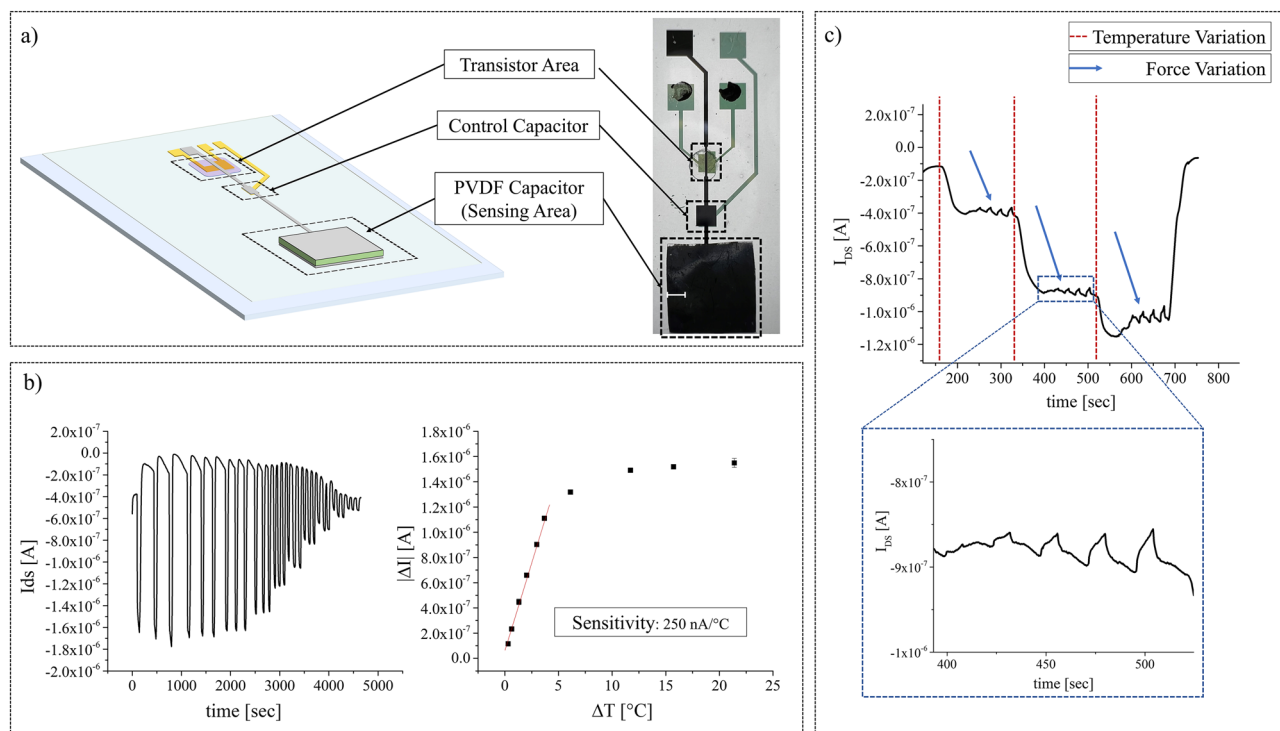 a)
Transistor Area
Control Capacitor
PVDF Capacitor
(Sensing Area)
b)
2.0x10⁻⁷
0.0
-2.0x10⁻⁷
-4.0x10⁻⁷
-6.0x10⁻⁷
-8.0x10⁻⁷
-1.0x10⁻⁶
-1.2x10⁻⁶
-1.4x10⁻⁶
-1.6x10⁻⁶
-1.8x10⁻⁶
-2.0x10⁻⁶
Ids [A]
0 1000 2000 3000 4000 5000
time [sec]
1.8x10⁻⁶
1.6x10⁻⁶
1.4x10⁻⁶
1.2x10⁻⁶
1.0x10⁻⁶
8.0x10⁻⁷
6.0x10⁻⁷
4.0x10⁻⁷
2.0x10⁻⁷
0.0
|ΔI| [A]
Sensitivity: 250 nA/°C
0 5 10 15 20 25
ΔT [°C]
c)
Temperature Variation
Force Variation
2.0x10⁻⁷
0.0
-2.0x10⁻⁷
-4.0x10⁻⁷
-6.0x10⁻⁷
-8.0x10⁻⁷
-1.0x10⁻⁶
-1.2x10⁻⁶
I_DS [A]
200 300 400 500 600 700 800
time [sec]
-8x10⁻⁷
-9x10⁻⁷
-1x10⁻⁶
I_DS [A]
400 450 500
time [sec]